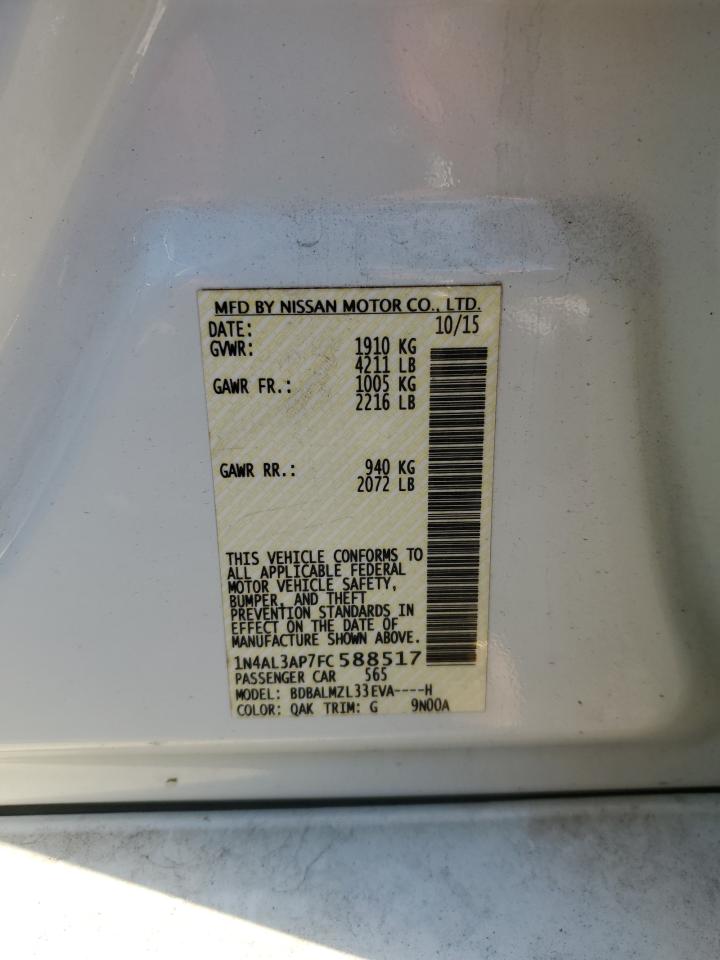 MFD BY NISSAN MOTOR CO., LTD.
DATE: 10/15
GVWR: 1910 KG
4211 LB
GAWR FR.: 1005 KG
2216 LB
GAWR RR.: 940 KG
2072 LB
THIS VEHICLE CONFORMS TO
ALL APPLICABLE FEDERAL
MOTOR VEHICLE SAFETY,
BUMPER, AND THEFT
PREVENTION STANDARDS IN
EFFECT ON THE DATE OF
MANUFACTURE SHOWN ABOVE.
1N4AL3AP7FC588517
PASSENGER CAR 565
MODEL: BDBALMZL33EVA----H
COLOR: QAK TRIM: G 9N00A